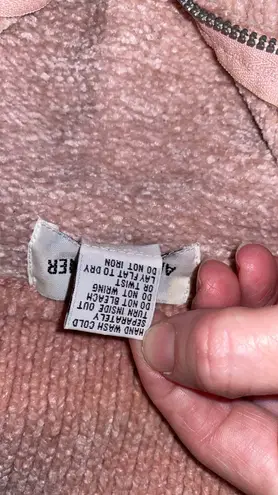 HAND WASH COLD
SEPARATELY
TURN INSIDE OUT
DO NOT BLEACH
DO NOT WRING
OR TWIST
LAY FLAT TO DRY
DO NOT IRON